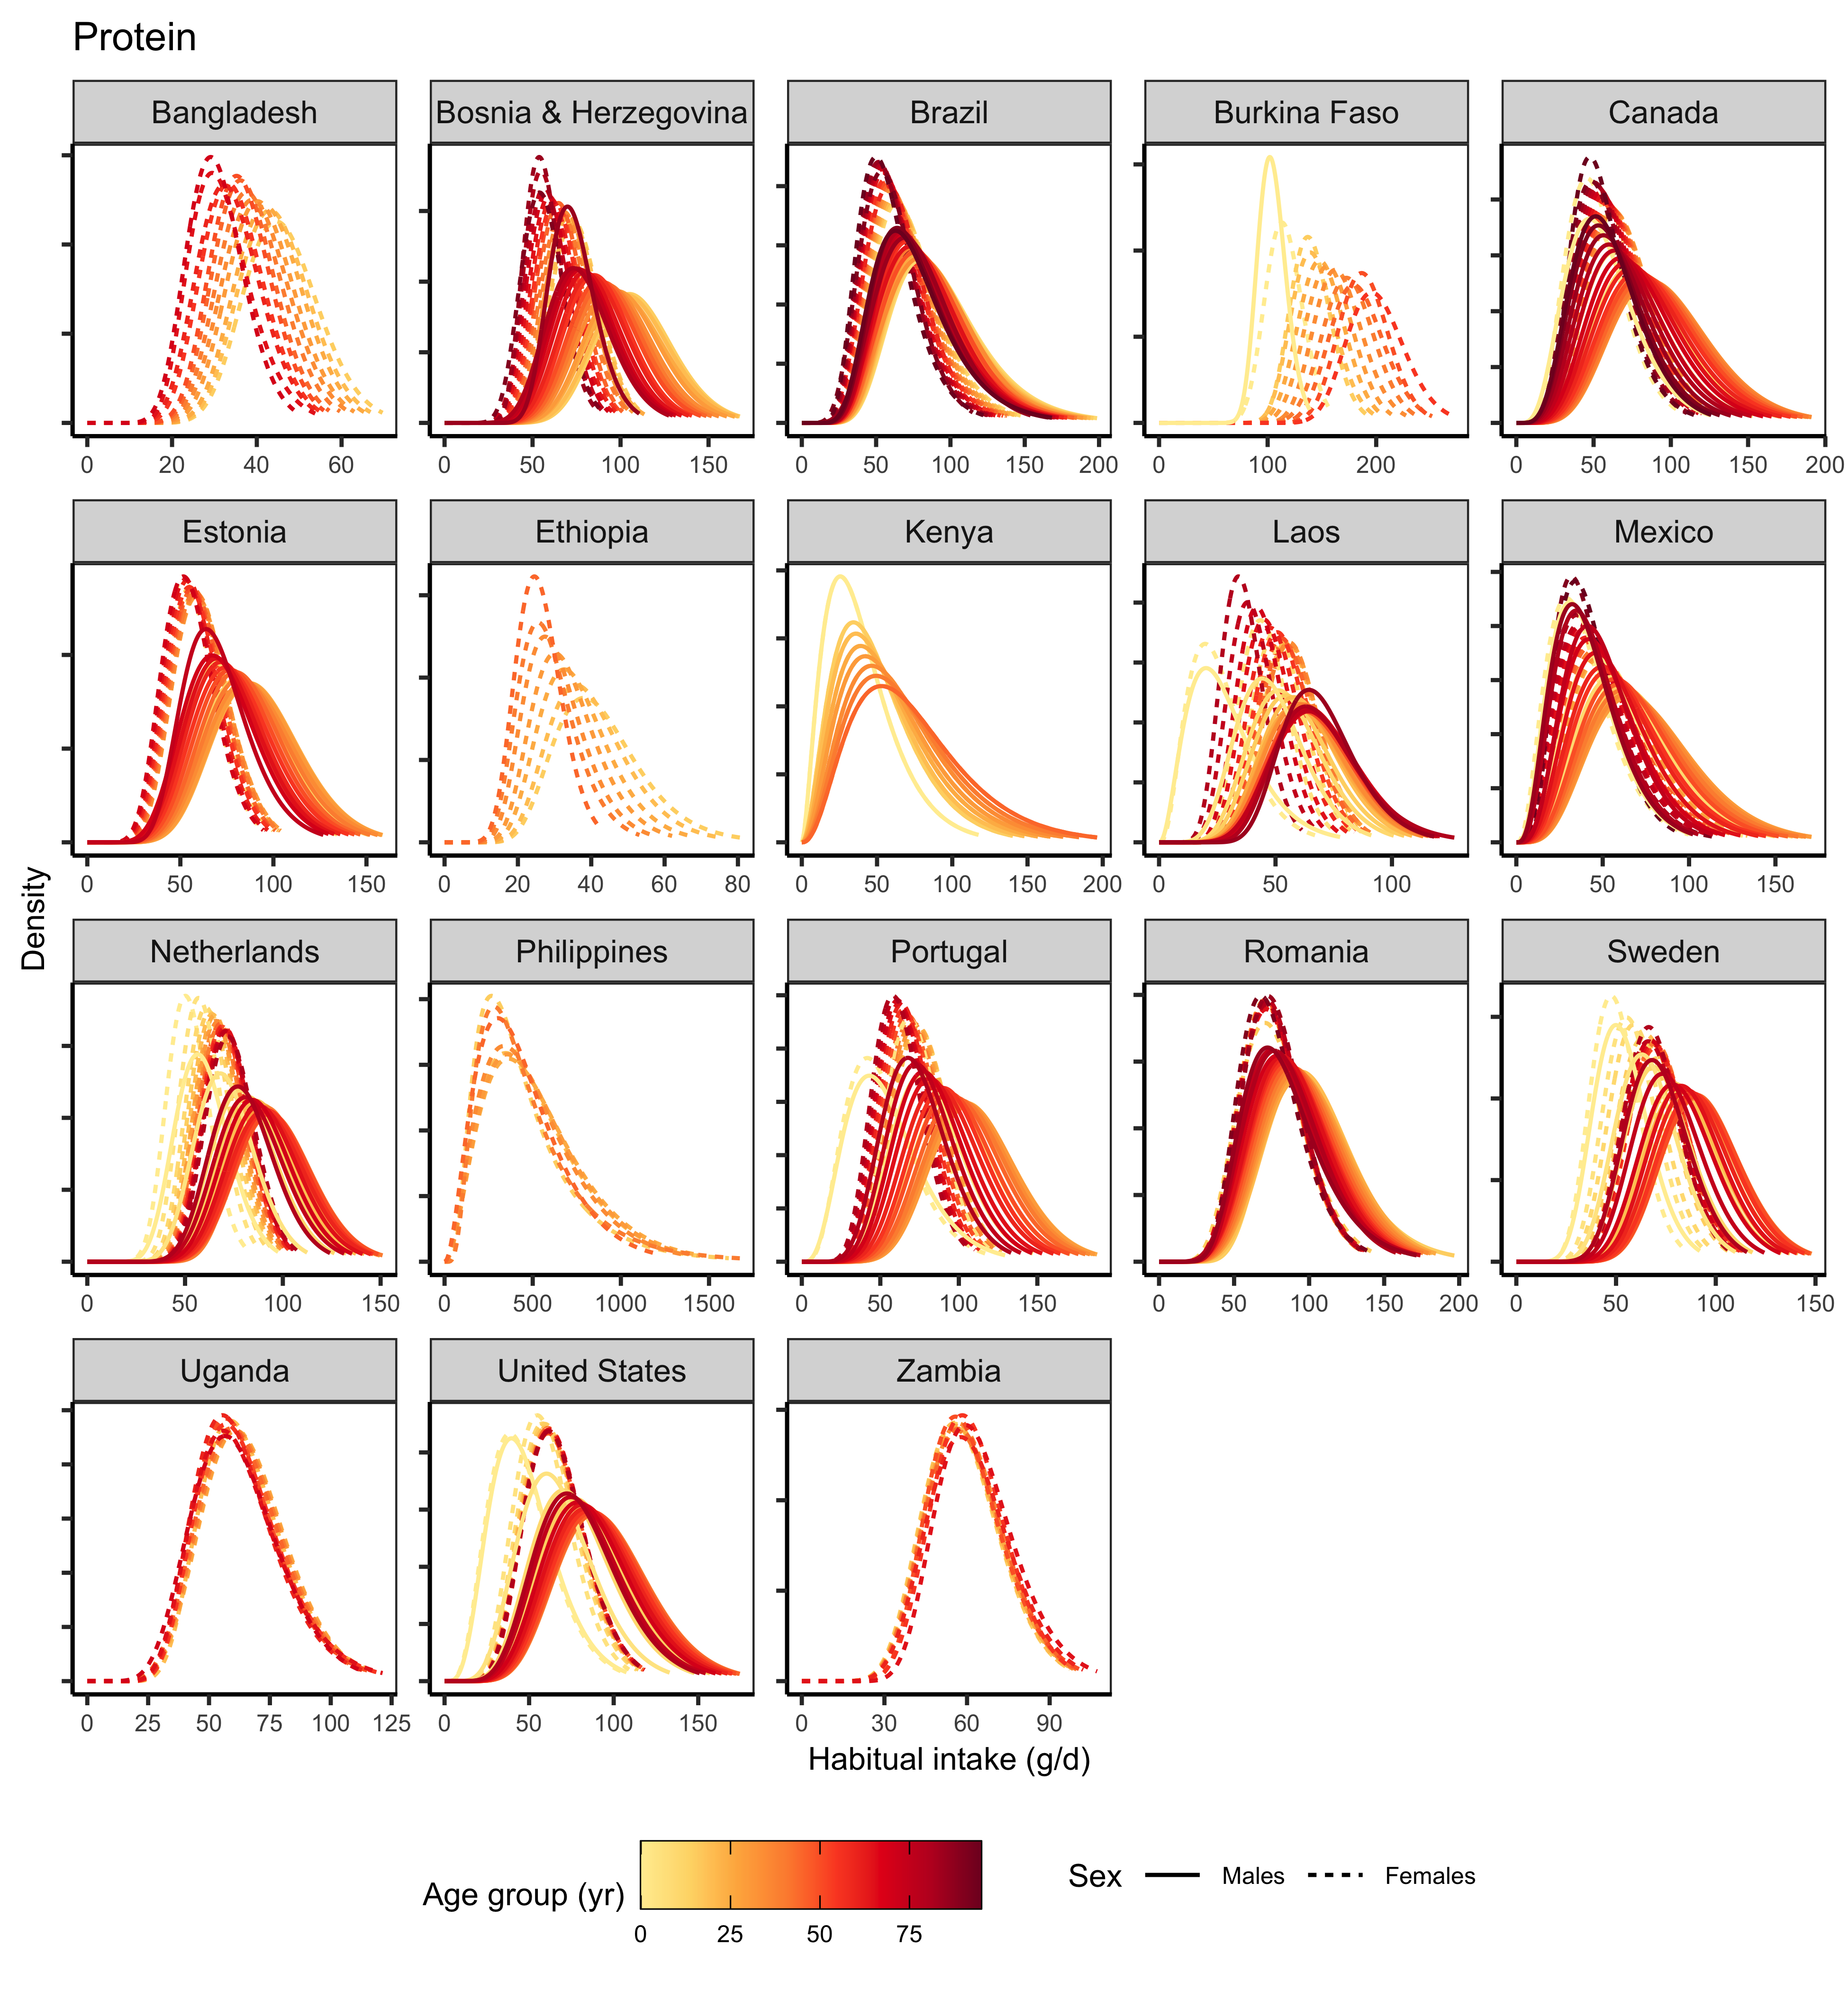 Protein
Bangladesh
Bosnia & Herzegovina
Brazil
Burkina Faso
Canada
0 20 40 60
0 50 100 150
0 50 100 150 200
0 100 200
0 50 100 150 200
Estonia
Ethiopia
Kenya
Laos
Mexico
0 50 100 150
0 20 40 60 80
0 50 100 150 200
0 50 100
0 50 100 150
Density
Netherlands
Philippines
Portugal
Romania
Sweden
0 50 100 150
0 500 1000 1500
0 50 100 150
0 50 100 150 200
0 50 100 150
Uganda
United States
Zambia
0 25 50 75 100 125
0 50 100 150
0 30 60 90
Habitual intake (g/d)
Age group (yr)
0 25 50 75
Sex
Males
Females